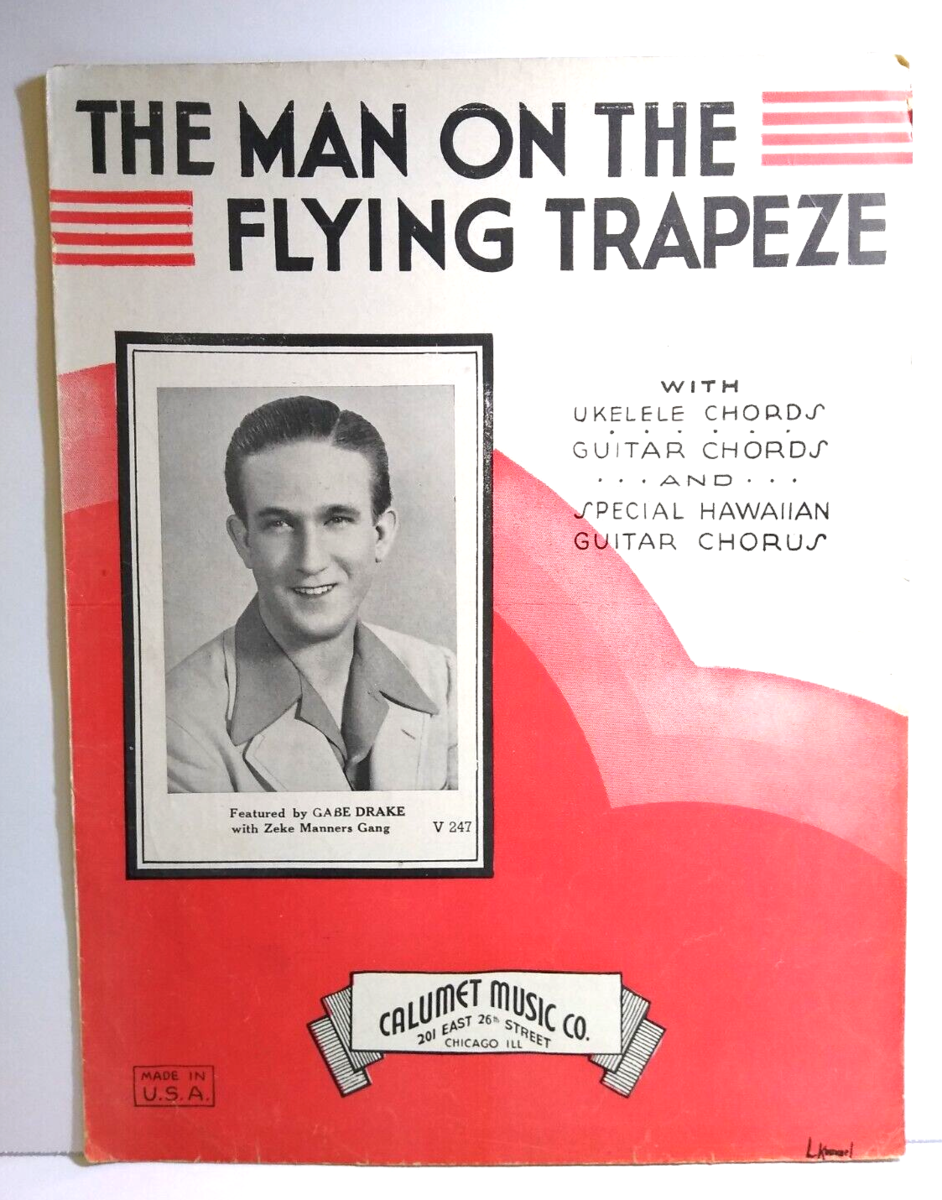 THE MAN ON THE
FLYING TRAPEZE
WITH
UKELELE CHORDS
GUITAR CHORDS
· · · AND · · ·
SPECIAL HAWAIIAN
GUITAR CHORUS
Featured by GABE DRAKE
with Zeke Manners Gang V 247
CALUMET MUSIC CO.
201 EAST 26th STREET
CHICAGO ILL
MADE IN
U.S.A.